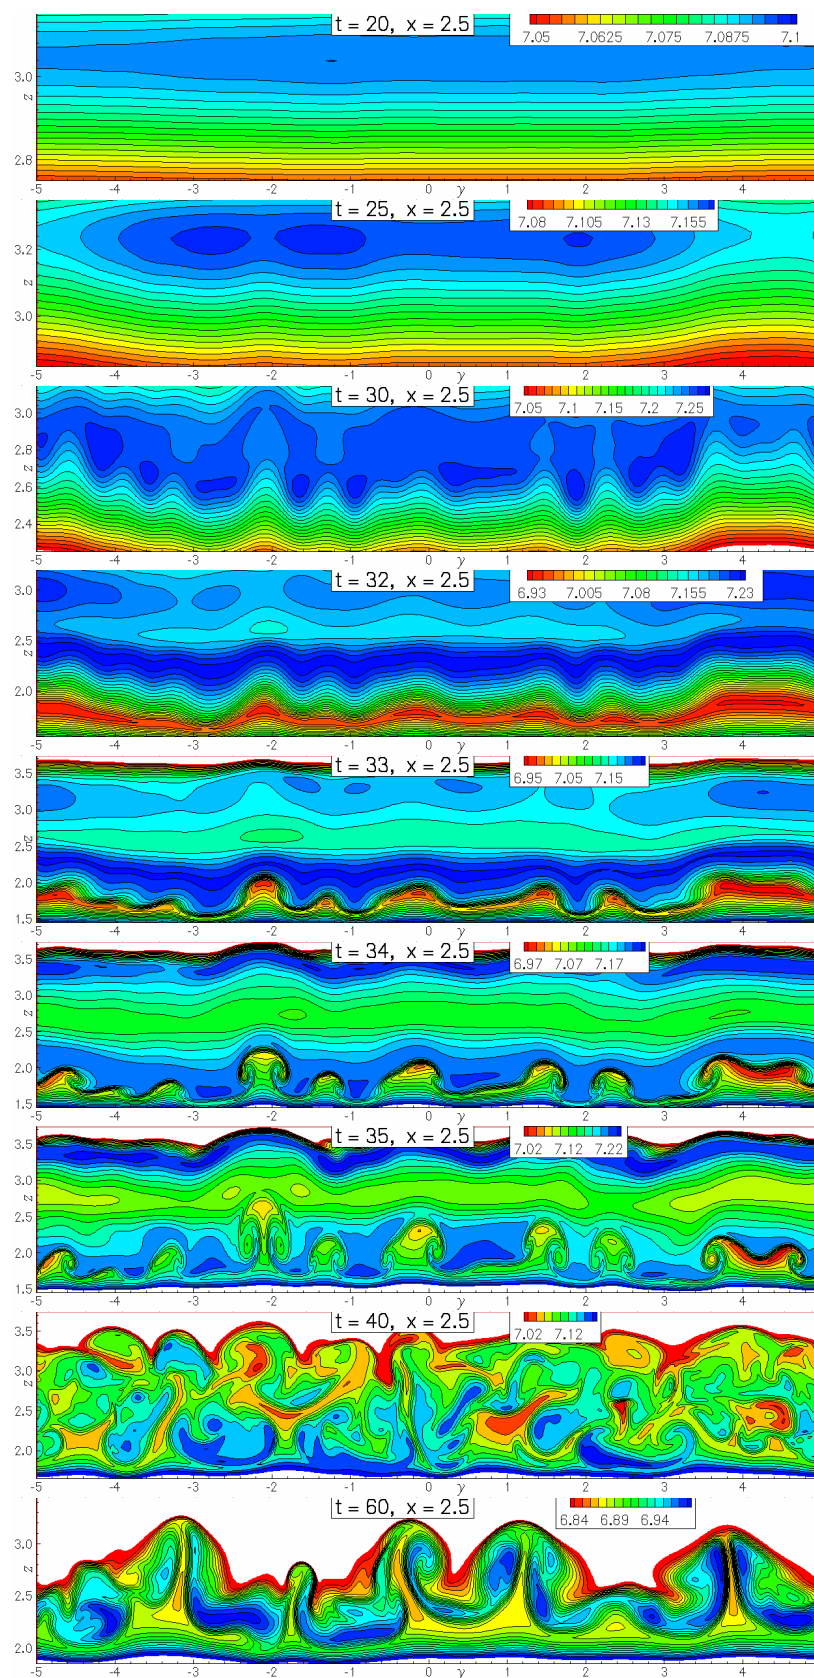 t = 20, x = 2.5
7.05 7.0625 7.075 7.0875 7.1
3.0
z
2.8
-5 -4 -3 -2 -1 0 y 1 2 3 4
t = 25, x = 2.5
7.08 7.105 7.13 7.155
3.2
z
3.0
-5 -4 -3 -2 -1 0 y 1 2 3 4
t = 30, x = 2.5
7.05 7.1 7.15 7.2 7.25
3.0
2.8
z
2.6
2.4
-5 -4 -3 -2 -1 0 y 1 2 3 4
t = 32, x = 2.5
6.93 7.005 7.08 7.155 7.23
3.0
2.5
z
2.0
-5 -4 -3 -2 -1 0 y 1 2 3 4
t = 33, x = 2.5
6.95 7.05 7.15
3.5
3.0
z
2.5
2.0
1.5
-5 -4 -3 -2 -1 0 y 1 2 3 4
t = 34, x = 2.5
6.97 7.07 7.17
3.5
3.0
z
2.5
2.0
1.5
-5 -4 -3 -2 -1 0 y 1 2 3 4
t = 35, x = 2.5
7.02 7.12 7.22
3.5
3.0
z
2.5
2.0
1.5
-5 -4 -3 -2 -1 0 y 1 2 3 4
t = 40, x = 2.5
7.02 7.12
3.5
3.0
z
2.5
2.0
-5 -4 -3 -2 -1 0 y 1 2 3 4
t = 60, x = 2.5
6.84 6.89 6.94
3.0
z
2.5
2.0
-5 -4 -3 -2 -1 0 y 1 2 3 4